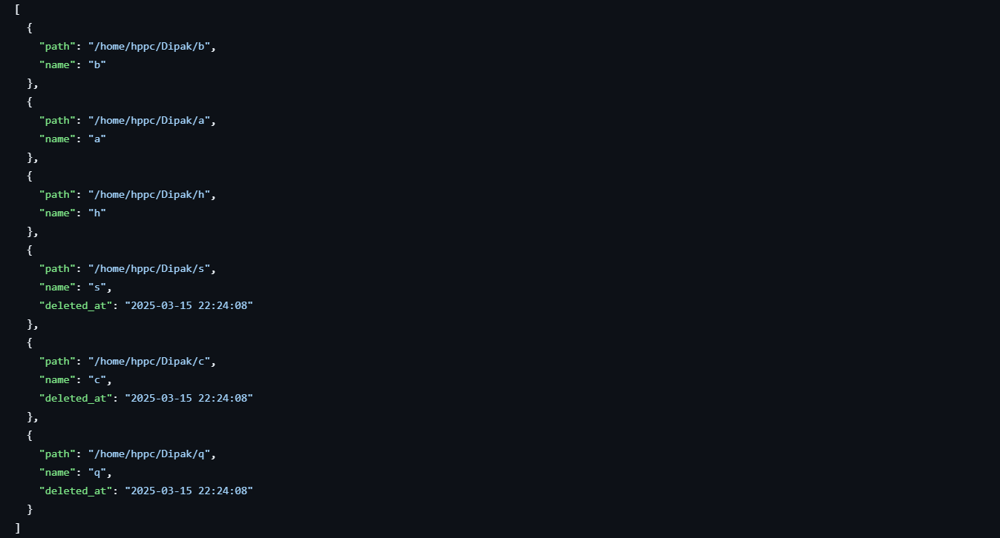 [
  {
    "path": "/home/hppc/Dipak/b",
    "name": "b"
  },
  {
    "path": "/home/hppc/Dipak/a",
    "name": "a"
  },
  {
    "path": "/home/hppc/Dipak/h",
    "name": "h"
  },
  {
    "path": "/home/hppc/Dipak/s",
    "name": "s",
    "deleted_at": "2025-03-15 22:24:08"
  },
  {
    "path": "/home/hppc/Dipak/c",
    "name": "c",
    "deleted_at": "2025-03-15 22:24:08"
  },
  {
    "path": "/home/hppc/Dipak/q",
    "name": "q",
    "deleted_at": "2025-03-15 22:24:08"
  }
]